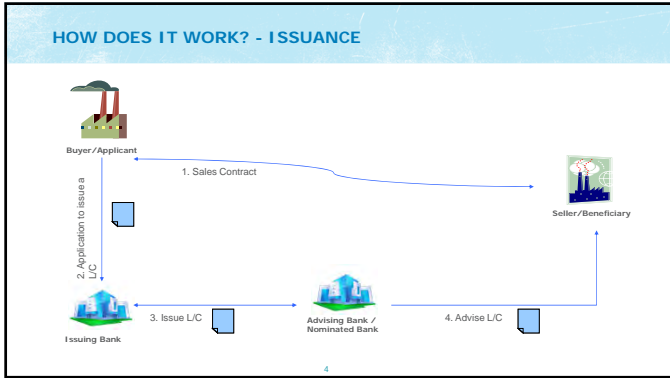 HOW DOES IT WORK? - ISSUANCE
Buyer/Applicant
1. Sales Contract
Seller/Beneficiary
2. Application to issue a
L/C
3. Issue L/C
Advising Bank /
Nominated Bank
4. Advise L/C
Issuing Bank
4